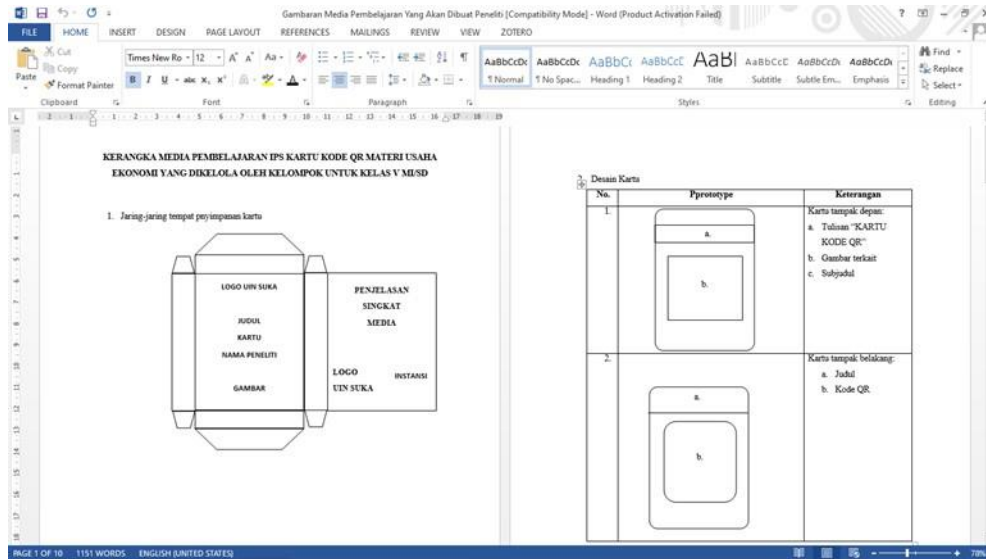 Gambaran Media Pembelajaran Yang Akan Dibuat Peneliti [Compatibility Mode] - Word (Product Activation Failed)
FILE HOME INSERT DESIGN PAGE LAYOUT REFERENCES MAILINGS REVIEW VIEW ZOTERO
Paste
Cut
Copy
Format Painter
Times New Ro 12
AaBbCcDc AaBbCcDc AaBbCc AaBbCcC AaBl AaBbCcC AaBbCcDc AaBbCcDc
¶ Normal ¶ No Spac... Heading 1 Heading 2 Title Subtitle Subtle Em... Emphasis
Find
Replace
Select
Clipboard Font Paragraph Styles Editing
KERANGKA MEDIA PEMBELAJARAN IPS KARTU KODE QR MATERI USAHA
EKONOMI YANG DIKELOLA OLEH KELOMPOK UNTUK KELAS V MI/SD
1. Jaring-jaring tempat pnyimpanan kartu
LOGO UIN SUKA
JUDUL
KARTU
NAMA PENELITI
GAMBAR
PENJELASAN
SINGKAT
MEDIA
LOGO
UIN SUKA
INSTANSI
2. Desain Kartu
No. Pprototype Keterangan
1.
a.
b.
Kartu tampak depan:
a. Tulisan "KARTU
KODE QR"
b. Gambar terkait
c. Subjudul
2.
a.
b.
Kartu tampak belakang:
a. Judul
b. Kode QR
PAGE 1 OF 10 1151 WORDS ENGLISH (UNITED STATES) 78%